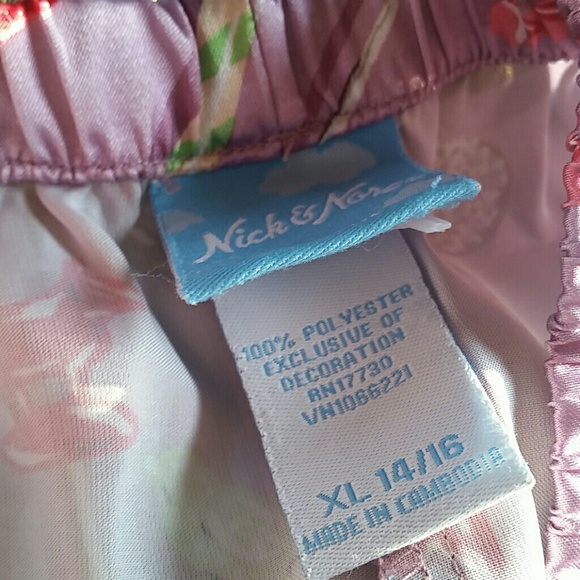 Nick & Nora
100% POLYESTER
EXCLUSIVE OF
DECORATION
RN17730
VN1066221
XL 14/16
MADE IN CAMBODIA